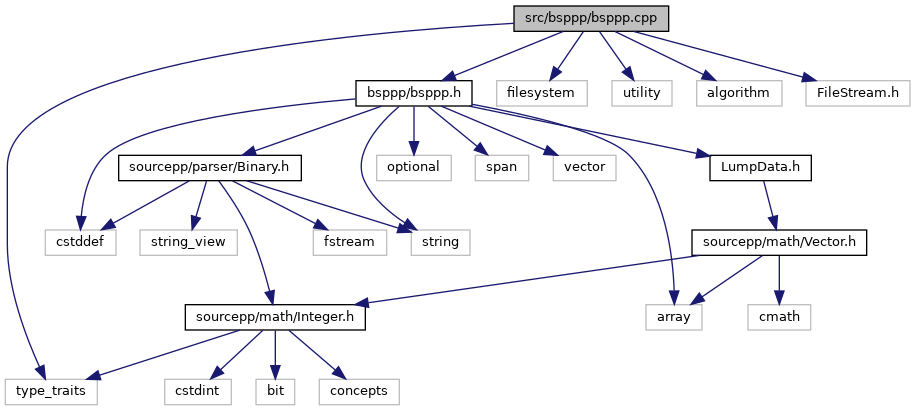 src/bsppp/bsppp.cpp
bsppp/bsppp.h
filesystem
utility
algorithm
FileStream.h
sourcepp/parser/Binary.h
optional
span
vector
LumpData.h
cstddef
string_view
fstream
string
sourcepp/math/Vector.h
sourcepp/math/Integer.h
array
cmath
type_traits
cstdint
bit
concepts